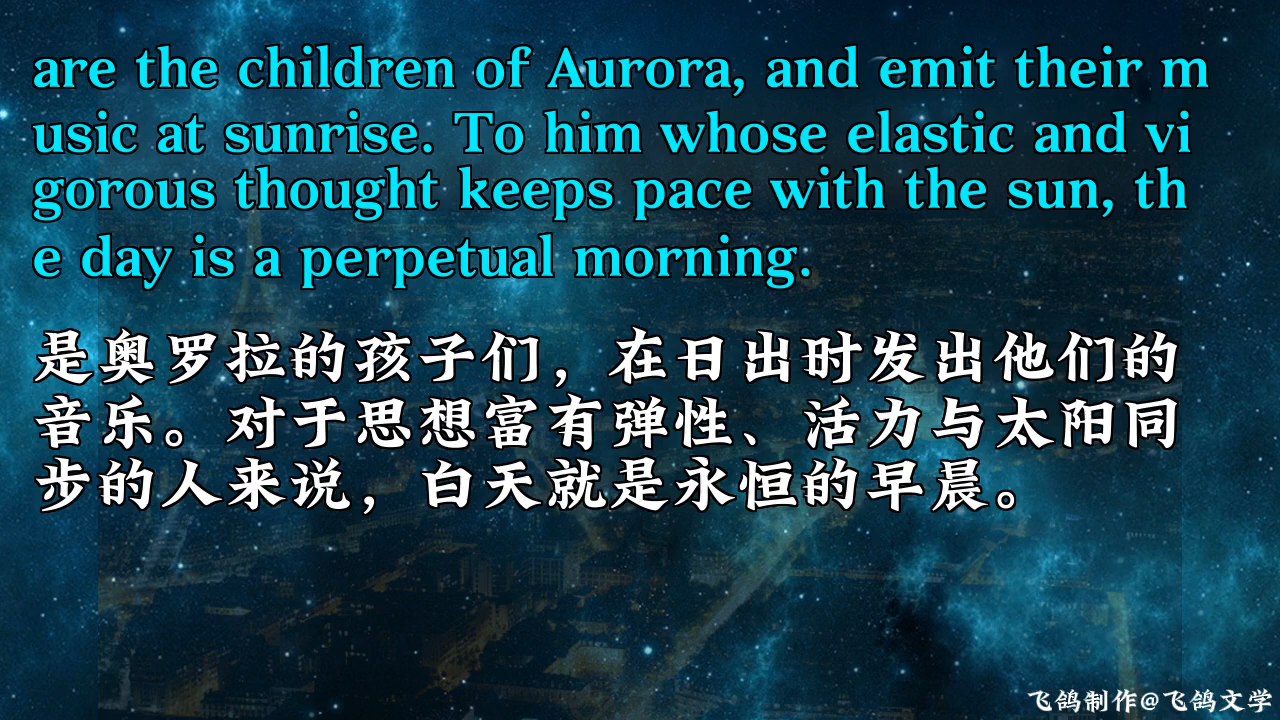 are the children of Aurora, and emit their m
usic at sunrise. To him whose elastic and vi
gorous thought keeps pace with the sun, th
e day is a perpetual morning.
是奥罗拉的孩子们，在日出时发出他们的
音乐。对于思想富有弹性、活力与太阳同
步的人来说，白天就是永恒的早晨。
飞鸽制作@飞鸽文学